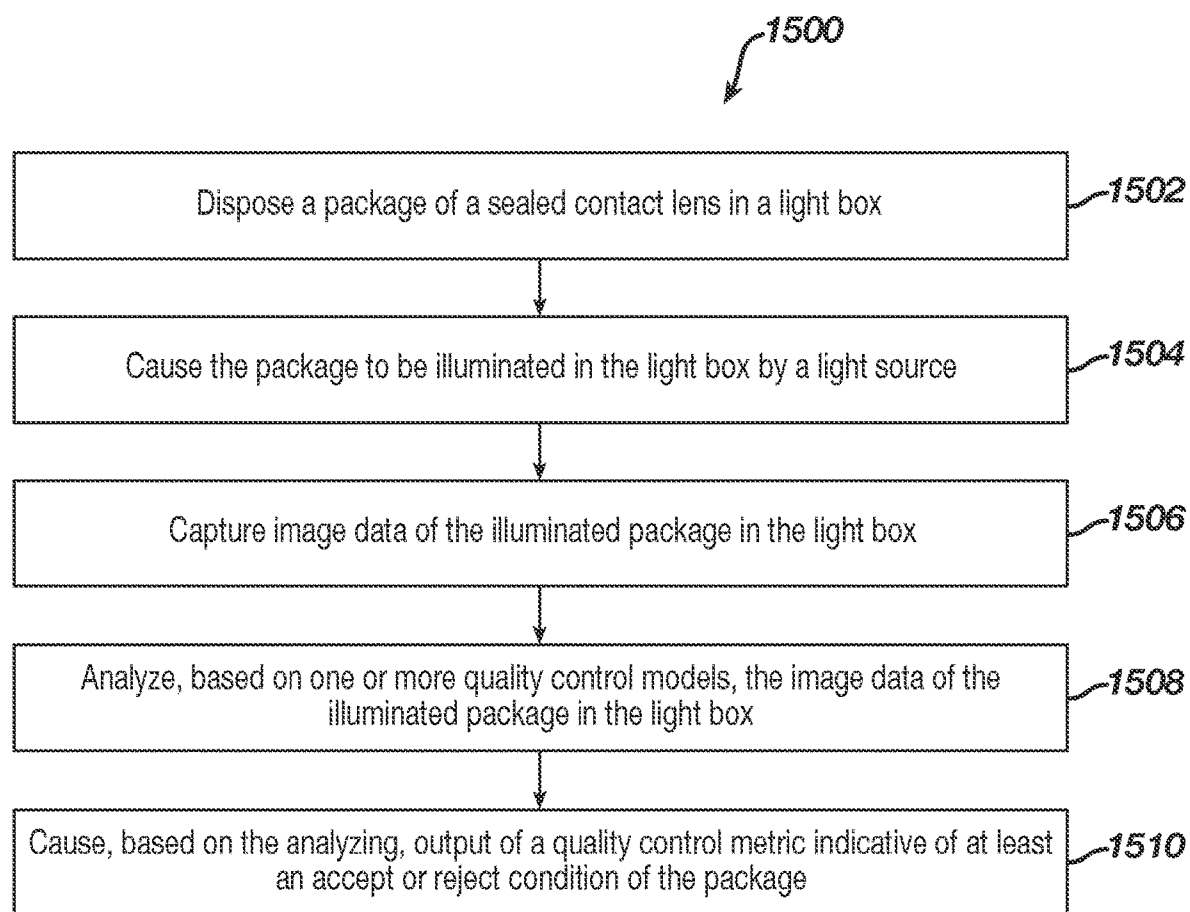 1500
Dispose a package of a sealed contact lens in a light box
1502
Cause the package to be illuminated in the light box by a light source
1504
Capture image data of the illuminated package in the light box
1506
Analyze, based on one or more quality control models, the image data of the
illuminated package in the light box
1508
Cause, based on the analyzing, output of a quality control metric indicative of at least
an accept or reject condition of the package
1510